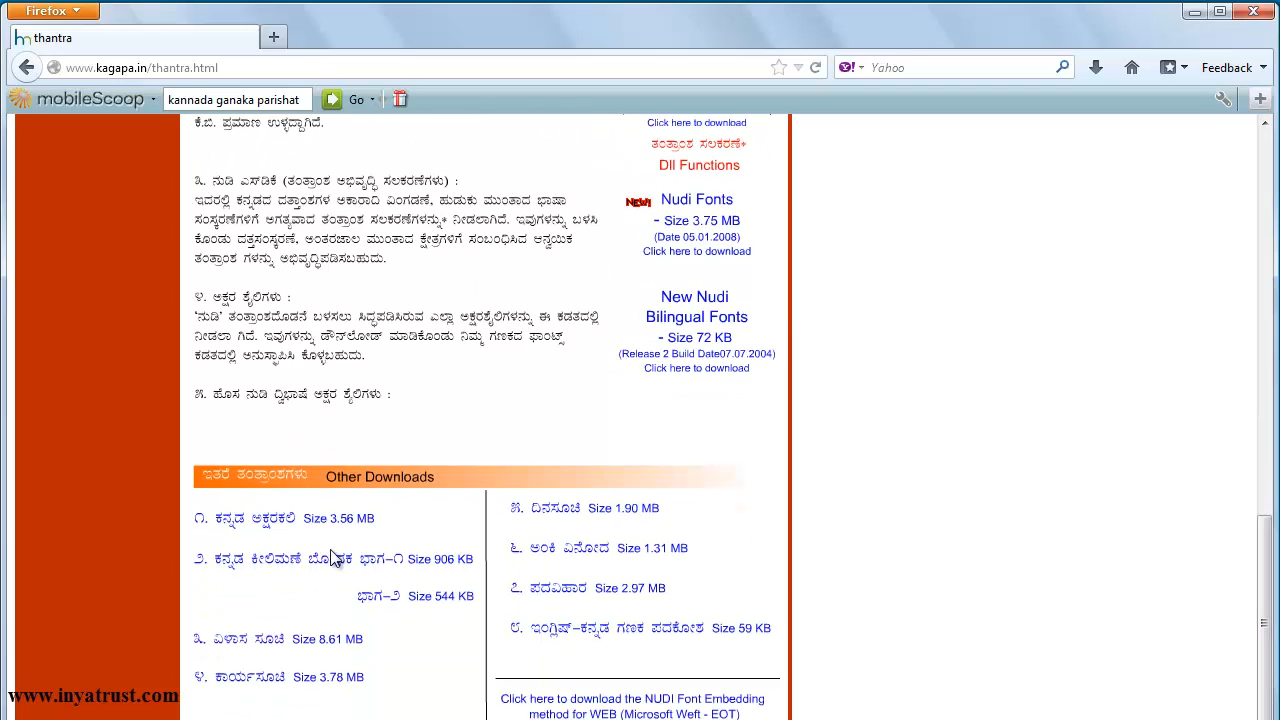 Firefox
thantra
www.kagapa.in/thantra.html
Yahoo
Feedback
mobileScoop
kannada ganaka parishat
Go
ಕೆ.ಬಿ. ಪ್ರಮಾಣ ಉಳ್ಳದ್ದಾಗಿದೆ.
Click here to download
ತಂತ್ರಾಂಶ ಸಲಕರಣೆ*
Dll Functions
೩. ನುಡಿ ಎಸ್‌ಡಿಕೆ (ತಂತ್ರಾಂಶ ಅಭಿವೃದ್ಧಿ ಸಲಕರಣೆಗಳು) :
ಇದರಲ್ಲಿ ಕನ್ನಡದ ದತ್ತಾಂಶಗಳ ಅಕಾರಾದಿ ವಿಂಗಡಣೆ, ಹುಡುಕು ಮುಂತಾದ ಭಾಷಾ
ಸಂಸ್ಕರಣೆಗಳಿಗೆ ಅಗತ್ಯವಾದ ತಂತ್ರಾಂಶ ಸಲಕರಣೆಗಳನ್ನು* ನೀಡಲಾಗಿದೆ. ಇವುಗಳನ್ನು ಬಳಸಿ
ಕೊಂಡು ದತ್ತಸಂಸ್ಕರಣೆ, ಅಂತರಜಾಲ ಮುಂತಾದ ಕ್ಷೇತ್ರಗಳಿಗೆ ಸಂಬಂಧಿಸಿದ ಆನ್ವಯಿಕ
ತಂತ್ರಾಂಶ ಗಳನ್ನು ಅಭಿವೃದ್ಧಿಪಡಿಸಬಹುದು.
NEW!
Nudi Fonts
- Size 3.75 MB
(Date 05.01.2008)
Click here to download
೪. ಅಕ್ಷರ ಶೈಲಿಗಳು :
'ನುಡಿ' ತಂತ್ರಾಂಶದೊಡನೆ ಬಳಸಲು ಸಿದ್ಧಪಡಿಸಿರುವ ಎಲ್ಲಾ ಅಕ್ಷರಶೈಲಿಗಳನ್ನು ಈ ಕಡತದಲ್ಲಿ
ನೀಡಲಾ ಗಿದೆ. ಇವುಗಳನ್ನು ಡೌನ್‌ಲೋಡ್ ಮಾಡಿಕೊಂಡು ನಿಮ್ಮ ಗಣಕದ ಫಾಂಟ್ಸ್
ಕಡತದಲ್ಲಿ ಅನುಸ್ಥಾಪಿಸಿ ಕೊಳ್ಳಬಹುದು.
New Nudi
Bilingual Fonts
- Size 72 KB
(Release 2 Build Date07.07.2004)
Click here to download
೫. ಹೊಸ ನುಡಿ ದ್ವಿಭಾಷೆ ಅಕ್ಷರ ಶೈಲಿಗಳು :
ಇತರೆ ತಂತ್ರಾಂಶಗಳು Other Downloads
೧. ಕನ್ನಡ ಅಕ್ಷರಕಲಿ Size 3.56 MB
೨. ಕನ್ನಡ ಕೀಲಿಮಣೆ ಭಾಗ-೧ Size 906 KB
ಭಾಗ-೨ Size 544 KB
೩. ವಿಳಾಸ ಸೂಚಿ Size 8.61 MB
೪. ಕಾರ್ಯಸೂಚಿ Size 3.78 MB
೫. ದಿನಸೂಚಿ Size 1.90 MB
೬. ಅಂಕಿ ವಿನೋದ Size 1.31 MB
೭. ಪದವಿಹಾರ Size 2.97 MB
೮. ಇಂಗ್ಲಿಷ್-ಕನ್ನಡ ಗಣಕ ಪದಕೋಶ Size 59 KB
Click here to download the NUDI Font Embedding
method for WEB (Microsoft Weft - EOT)
www.inyatrust.com